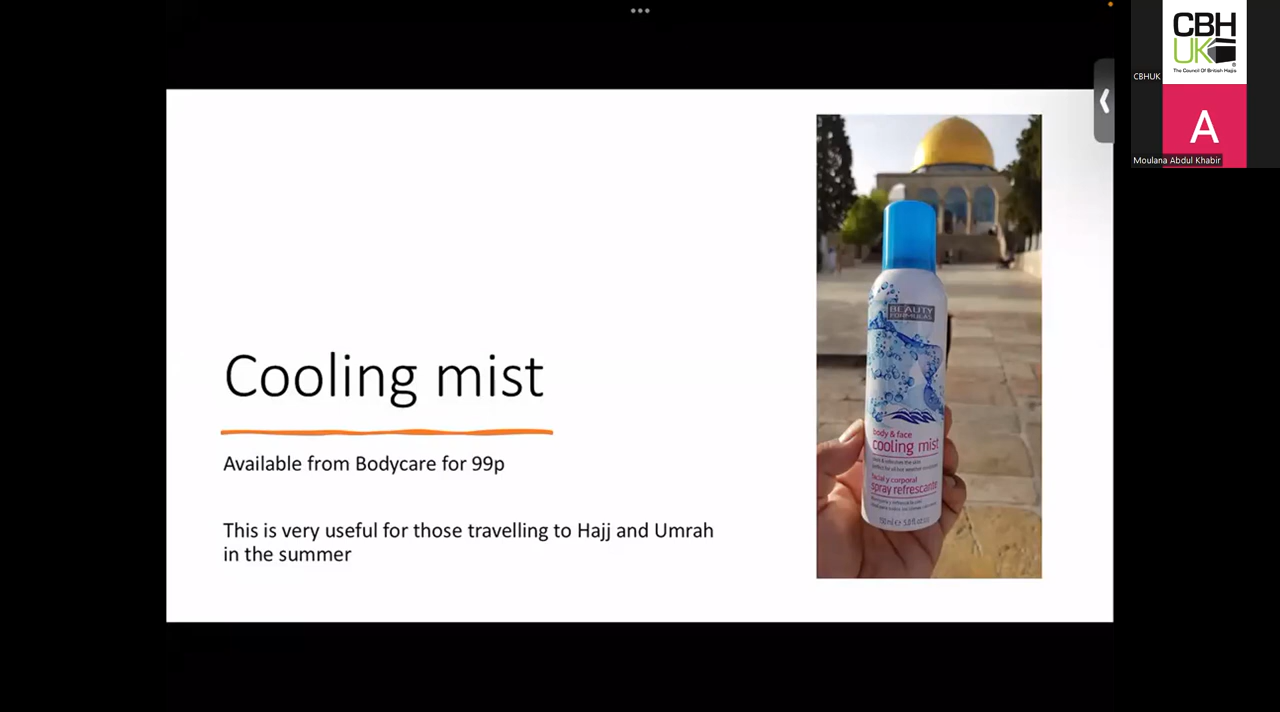 Cooling mist
Available from Bodycare for 99p
This is very useful for those travelling to Hajj and Umrah
in the summer
BEAUTY
FORMULAS
body & face
cooling mist
facial y corporal
spray refrescante
CBH
UK
The Council Of British Hajjis
CBHUK
A
Moulana Abdul Khabir